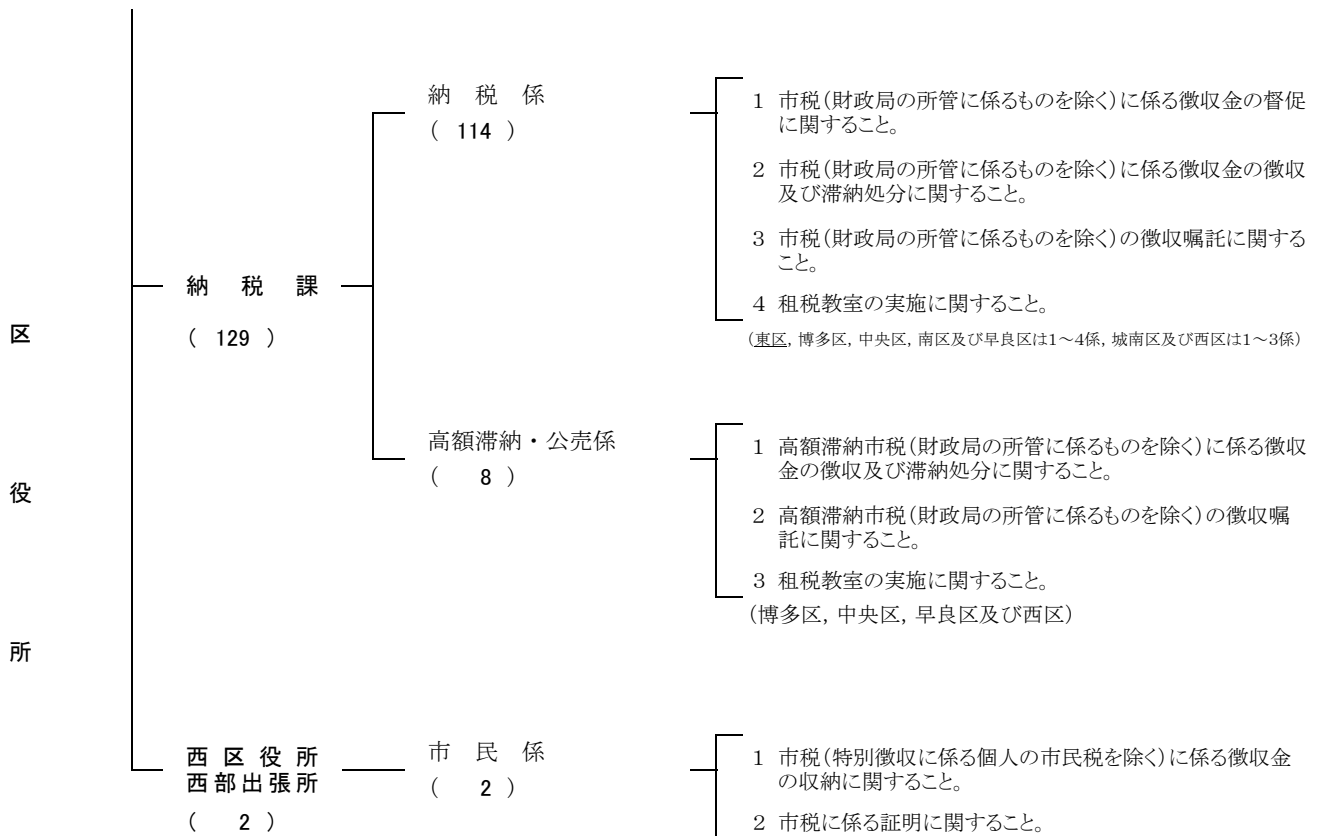 区
役
所
納税課
( 129 )
納税係
( 114 )
1 市税(財政局の所管に係るものを除く)に係る徴収金の督促
に関すること。
2 市税(財政局の所管に係るものを除く)に係る徴収金の徴収
及び滞納処分に関すること。
3 市税(財政局の所管に係るものを除く)の徴収嘱託に関する
こと。
4 租税教室の実施に関すること。
(東区, 博多区, 中央区, 南区及び早良区は1～4係, 城南区及び西区は1～3係)
高額滞納・公売係
( 8 )
1 高額滞納市税(財政局の所管に係るものを除く)に係る徴収
金の徴収及び滞納処分に関すること。
2 高額滞納市税(財政局の所管に係るものを除く)の徴収嘱
託に関すること。
3 租税教室の実施に関すること。
(博多区, 中央区, 早良区及び西区)
西区役所
西部出張所
( 2 )
市民係
( 2 )
1 市税(特別徴収に係る個人の市民税を除く)に係る徴収金
の収納に関すること。
2 市税に係る証明に関すること。